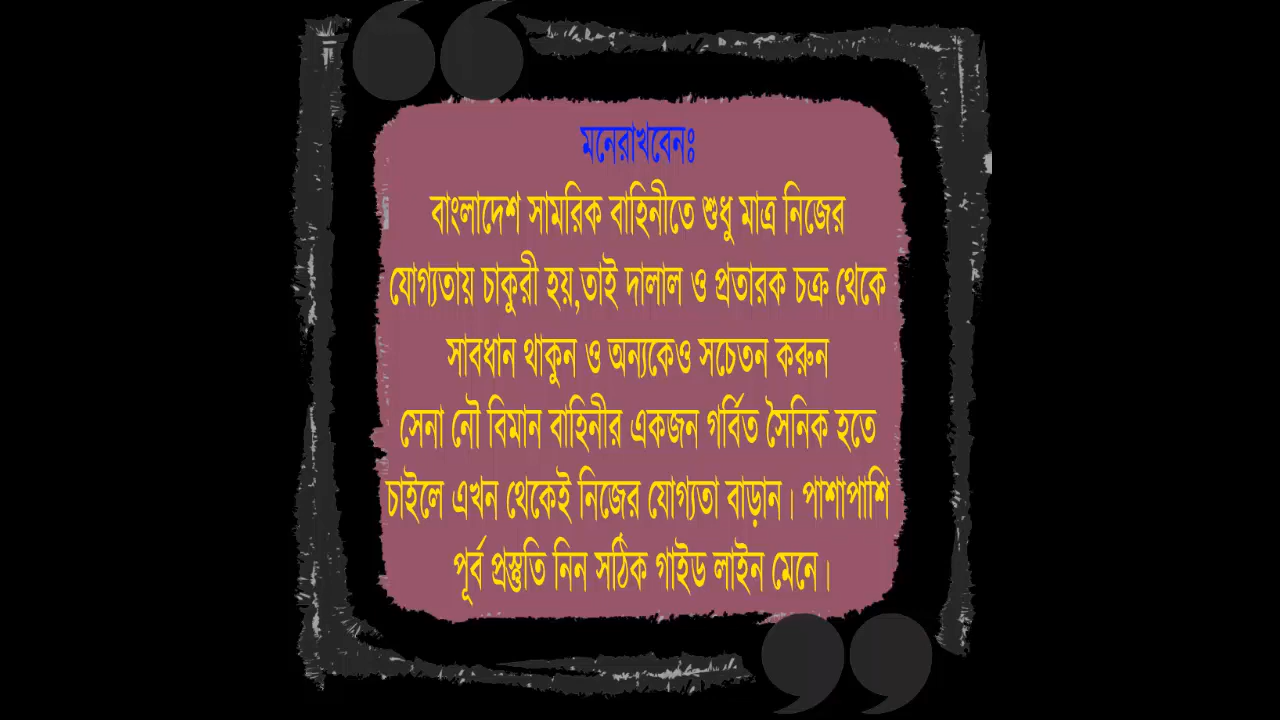 মনেরাখবেনঃ
বাংলাদেশ সামরিক বাহিনীতে শুধু মাত্র নিজের
যোগ্যতায় চাকুরী হয়,তাই দালাল ও প্রতারক চক্র থেকে
সাবধান থাকুন ও অন্যকেও সচেতন করুন
সেনা নৌ বিমান বাহিনীর একজন গর্বিত সৈনিক হতে
চাইলে এখন থেকেই নিজের যোগ্যতা বাড়ান। পাশাপাশি
পূর্ব প্রস্তুতি নিন সঠিক গাইড লাইন মেনে।